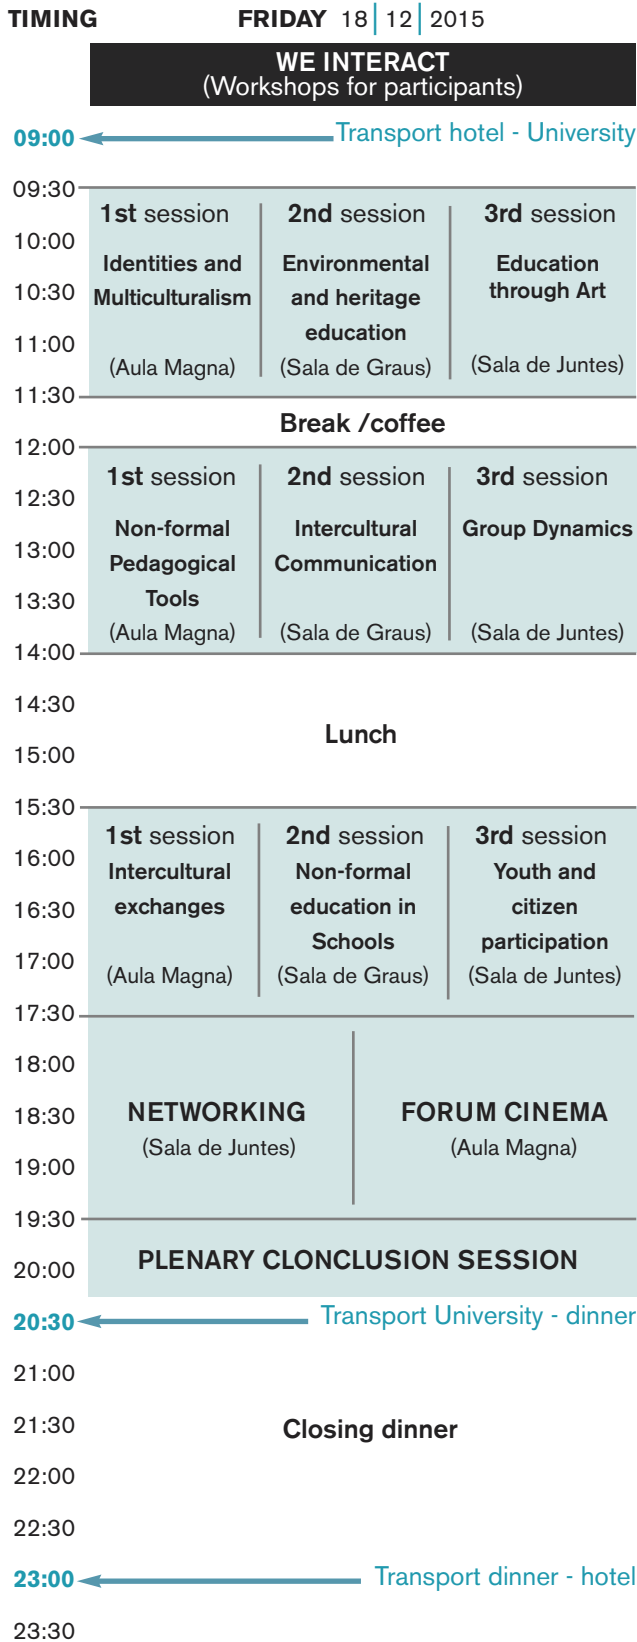 TIMING
FRIDAY 18 | 12 | 2015
WE INTERACT
(Workshops for participants)
09:00
Transport hotel - University
09:30
1st session
2nd session
3rd session
10:00
Identities and
Environmental
Education
10:30
Multiculturalism
and heritage
through Art
education
11:00
(Aula Magna)
(Sala de Graus)
(Sala de Juntes)
11:30
Break /coffee
12:00
1st session
2nd session
3rd session
12:30
Non-formal
Intercultural
Group Dynamics
13:00
Pedagogical
Communication
13:30
Tools
(Aula Magna)
(Sala de Graus)
(Sala de Juntes)
14:00
14:30
Lunch
15:00
15:30
1st session
2nd session
3rd session
16:00
Intercultural
Non-formal
Youth and
16:30
exchanges
education in
citizen
Schools
participation
17:00
(Aula Magna)
(Sala de Graus)
(Sala de Juntes)
17:30
18:00
18:30
NETWORKING
FORUM CINEMA
(Sala de Juntes)
(Aula Magna)
19:00
19:30
PLENARY CLONCLUSION SESSION
20:00
20:30
Transport University - dinner
21:00
21:30
Closing dinner
22:00
22:30
23:00
Transport dinner - hotel
23:30